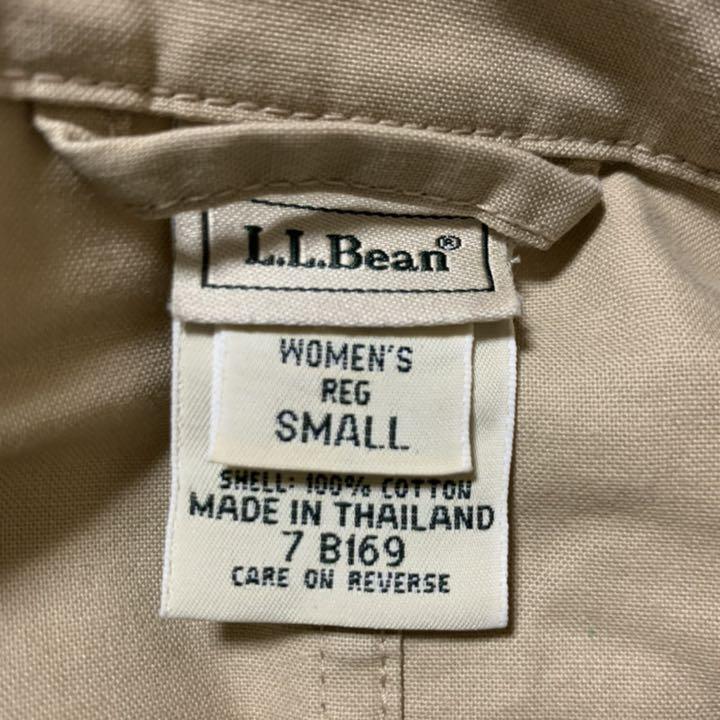 L.L.Bean®
WOMEN'S
REG
SMALL
SHELL: 100% COTTON
MADE IN THAILAND
7 B169
CARE ON REVERSE